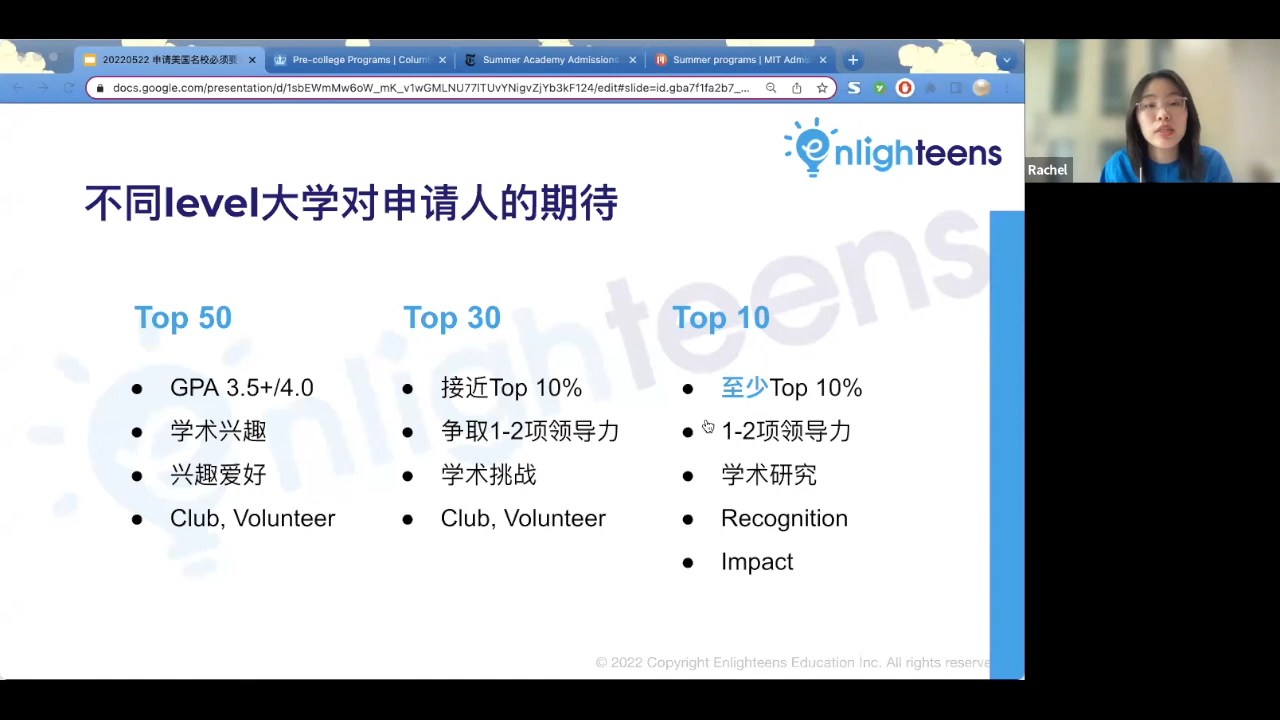 20220522 申请美国名校必须要
Pre-college Programs | Colum
Summer Academy Admissions
Summer programs | MIT Admi
docs.google.com/presentation/d/1sbEWmMw6oW_mK_v1wGMLNU77lTUvYNigvZjYb3kF124/edit#slide=id.gba7f1fa2b7_...
enlighteens
Rachel
不同level大学对申请人的期待
Top 50
GPA 3.5+/4.0
学术兴趣
兴趣爱好
Club, Volunteer
Top 30
接近Top 10%
争取1-2项领导力
学术挑战
Club, Volunteer
Top 10
至少Top 10%
1-2项领导力
学术研究
Recognition
Impact
enlighteens
© 2022 Copyright Enlighteens Education Inc. All rights reserve